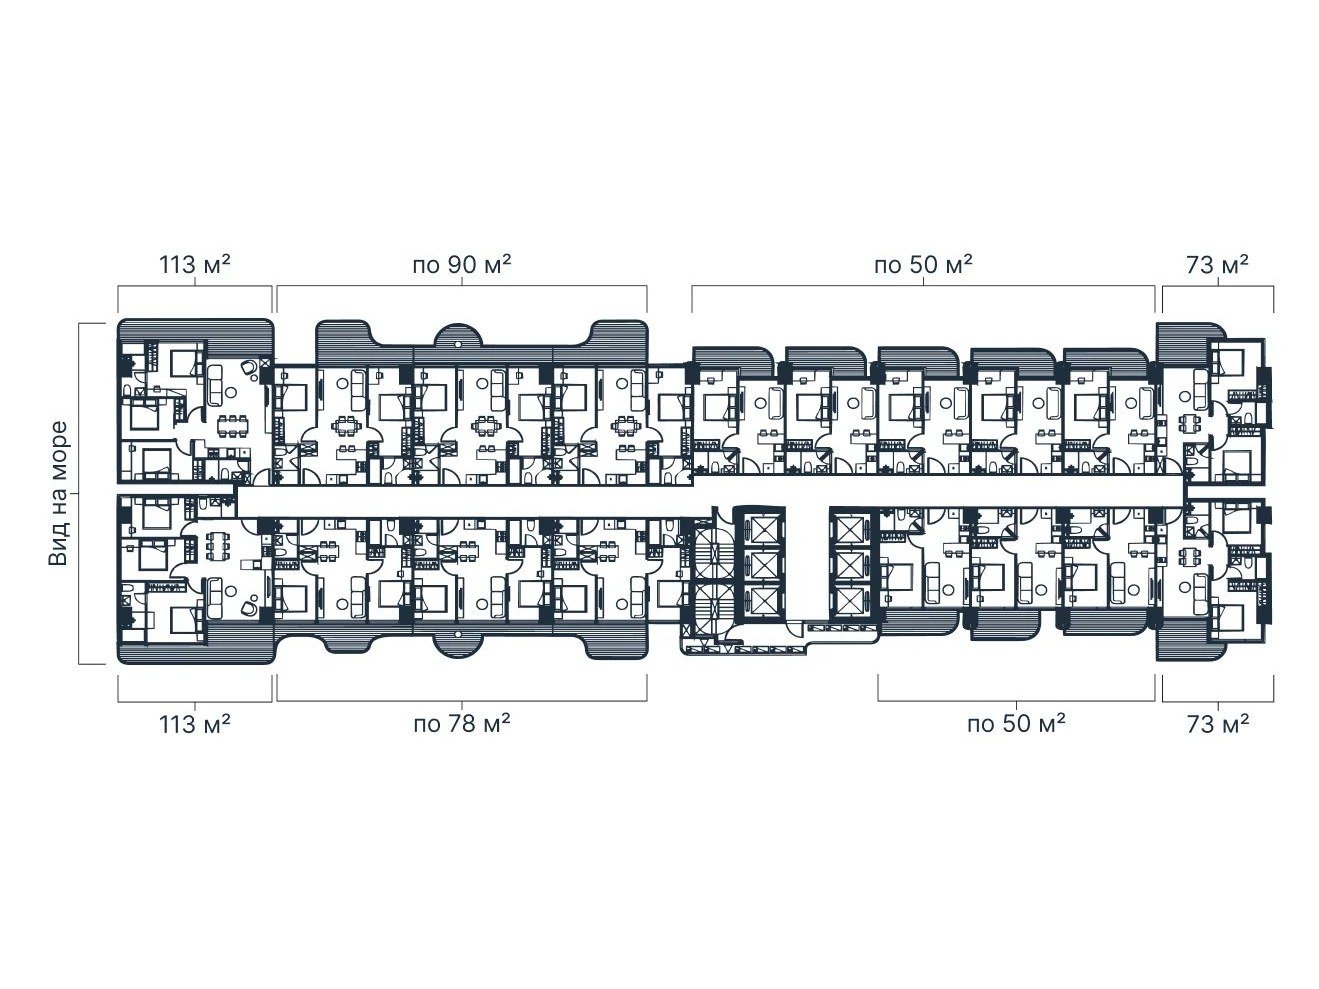 113 м²
по 90 м²
по 50 м²
73 м²
Вид на море
113 м²
по 78 м²
по 50 м²
73 м²